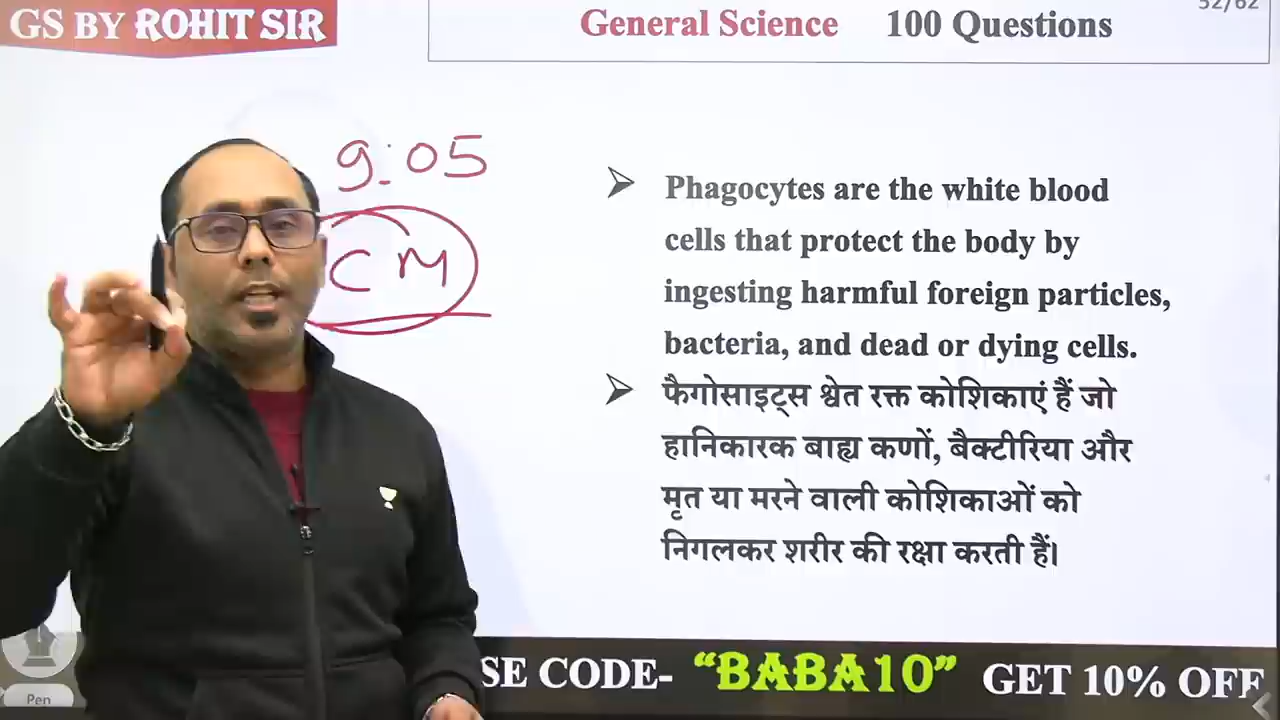 GS BY ROHIT SIR
General Science 100 Questions
52/62
9:05
CM
Phagocytes are the white blood
cells that protect the body by
ingesting harmful foreign particles,
bacteria, and dead or dying cells.
फैगोसाइट्स श्वेत रक्त कोशिकाएं हैं जो
हानिकारक बाह्य कणों, बैक्टीरिया और
मृत या मरने वाली कोशिकाओं को
निगलकर शरीर की रक्षा करती हैं।
SE CODE- “BABA10” GET 10% OFF
Pen